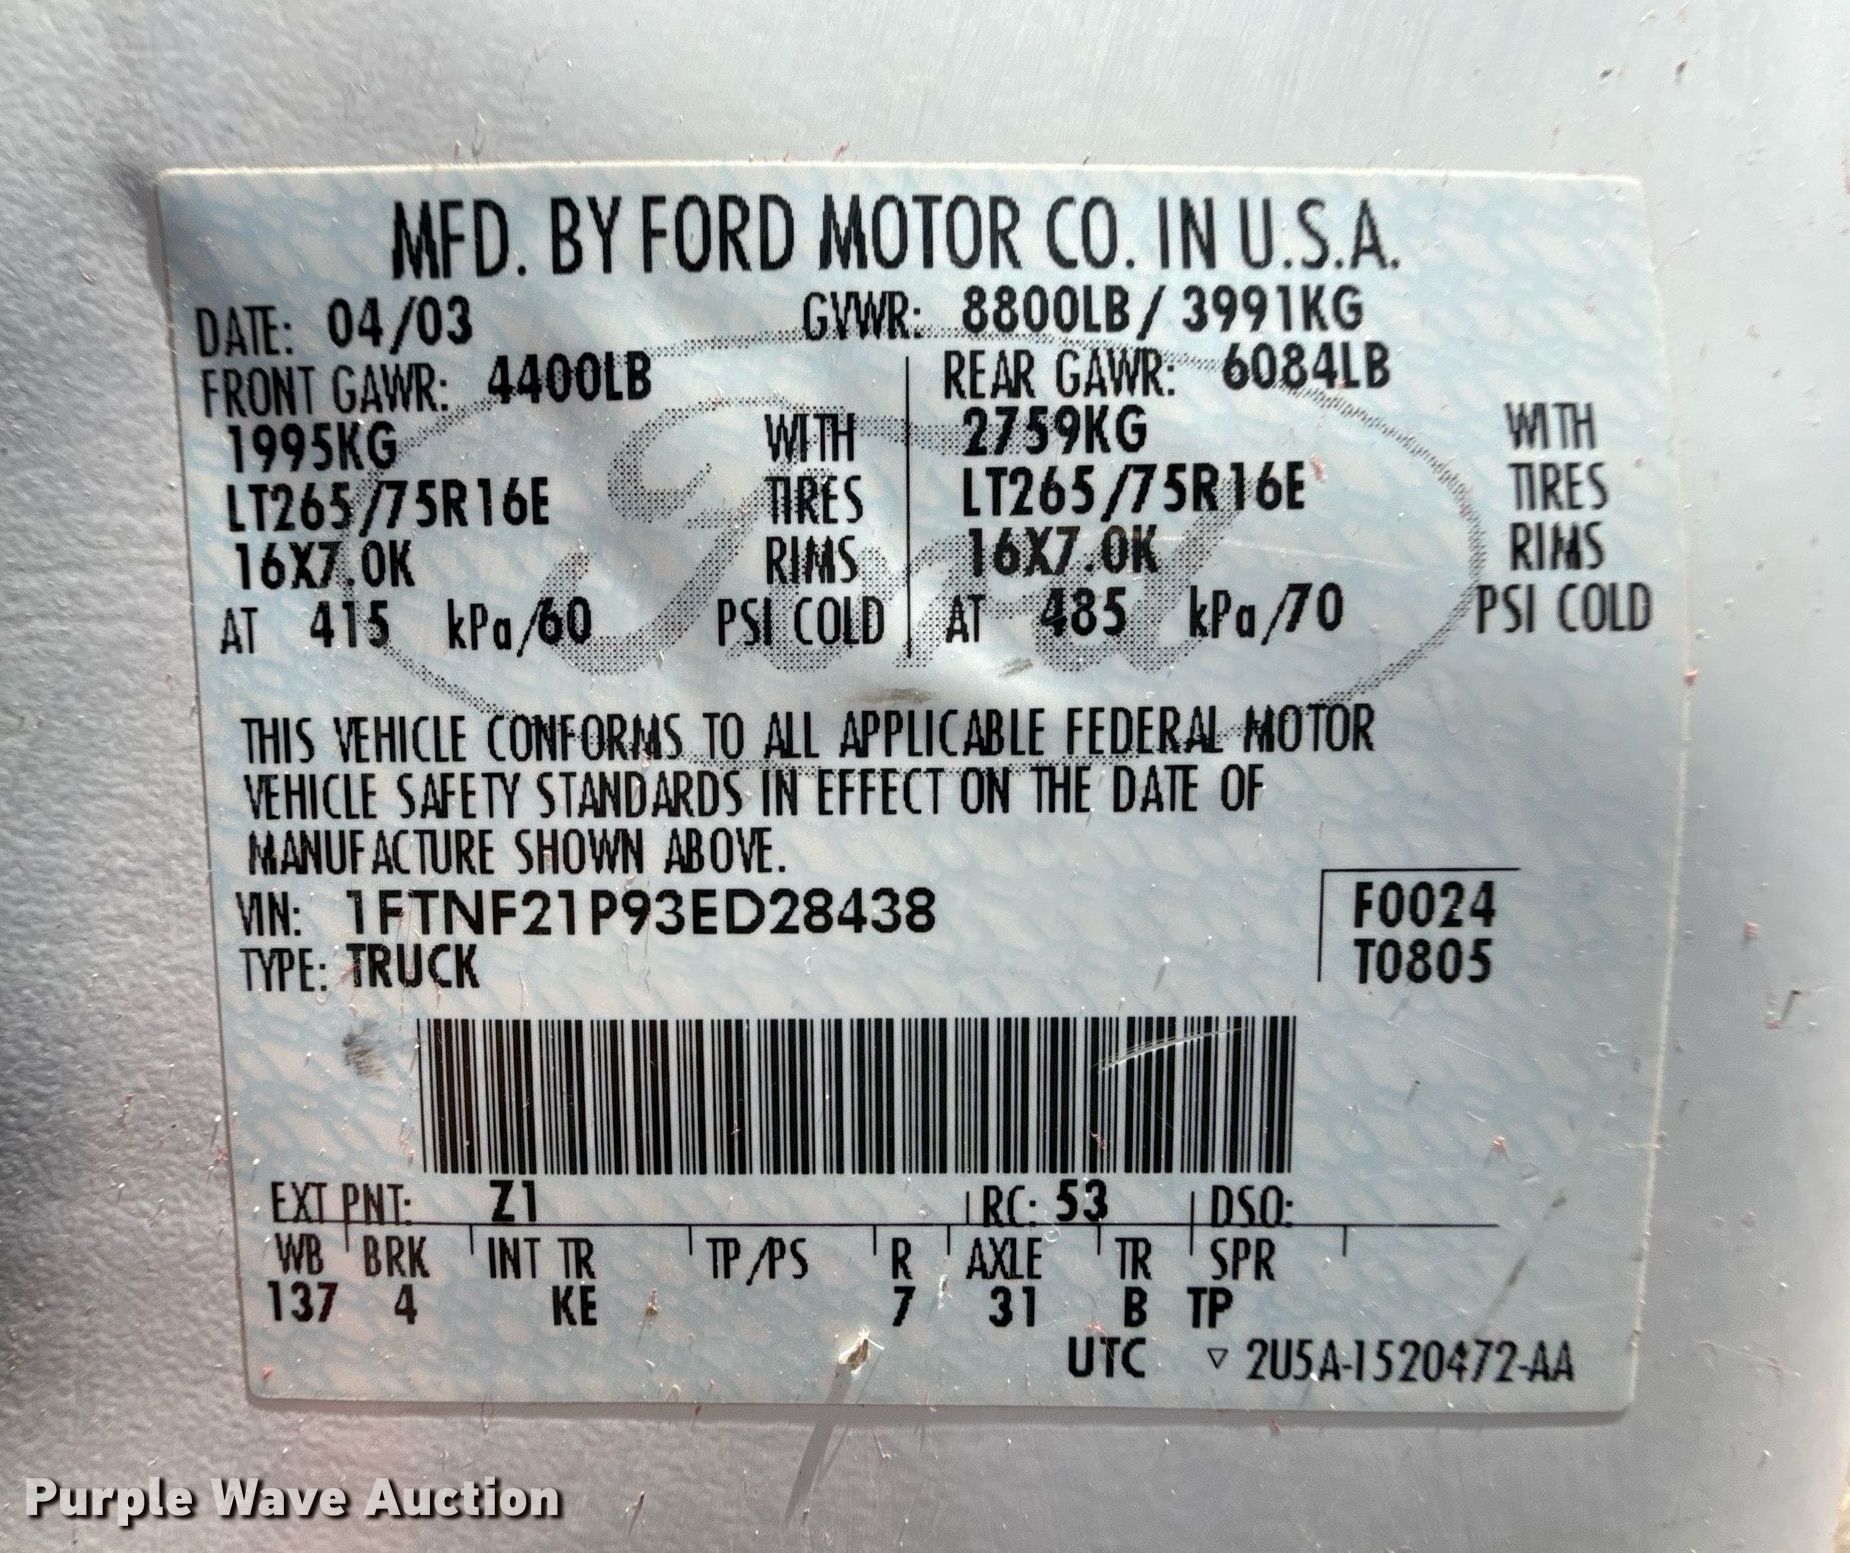 MFD. BY FORD MOTOR CO. IN U.S.A.
DATE: 04/03 GVWR: 8800LB / 3991KG
FRONT GAWR: 4400LB REAR GAWR: 6084LB
1995KG WITH 2759KG WITH
LT265/75R16E TIRES LT265/75R16E TIRES
16X7.0K RIMS 16X7.0K RIMS
AT 415 kPa/60 PSI COLD AT 485 kPa/70 PSI COLD
Ford
THIS VEHICLE CONFORMS TO ALL APPLICABLE FEDERAL MOTOR
VEHICLE SAFETY STANDARDS IN EFFECT ON THE DATE OF
MANUFACTURE SHOWN ABOVE.
VIN: 1FTNF21P93ED28438 F0024
TYPE: TRUCK T0805
EXT PNT: Z1 RC: 53 DSO:
WB BRK INT TR TP/PS R AXLE TR SPR
137 4 KE 7 31 B TP
UTC ▽ 2U5A-1520472-AA
Purple Wave Auction